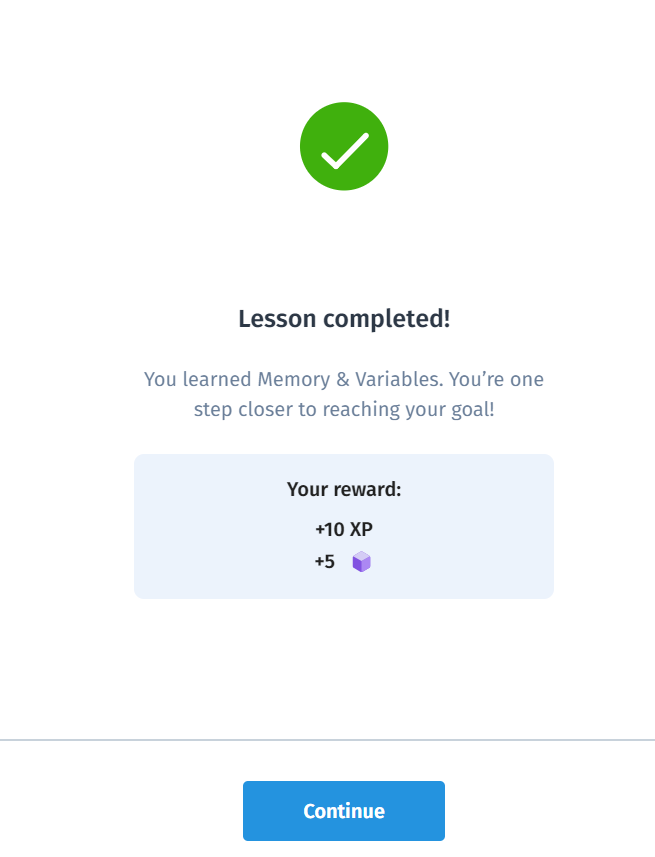 Lesson completed!
You learned Memory & Variables. You’re one
step closer to reaching your goal!
Your reward:
+10 XP
+5
Continue